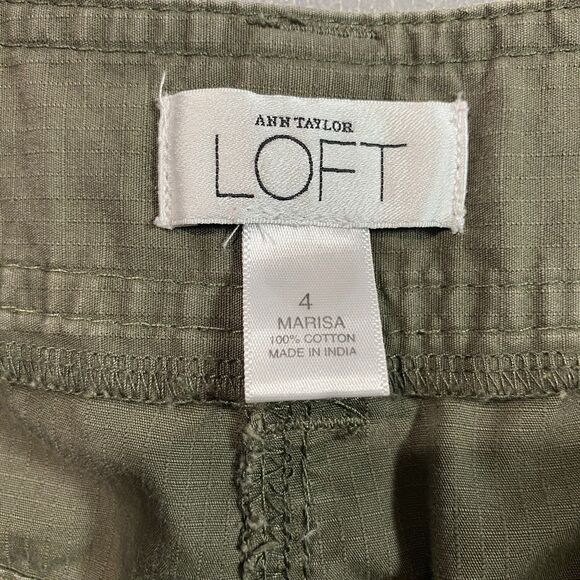 ANN TAYLOR
LOFT
4
MARISA
100% COTTON
MADE IN INDIA